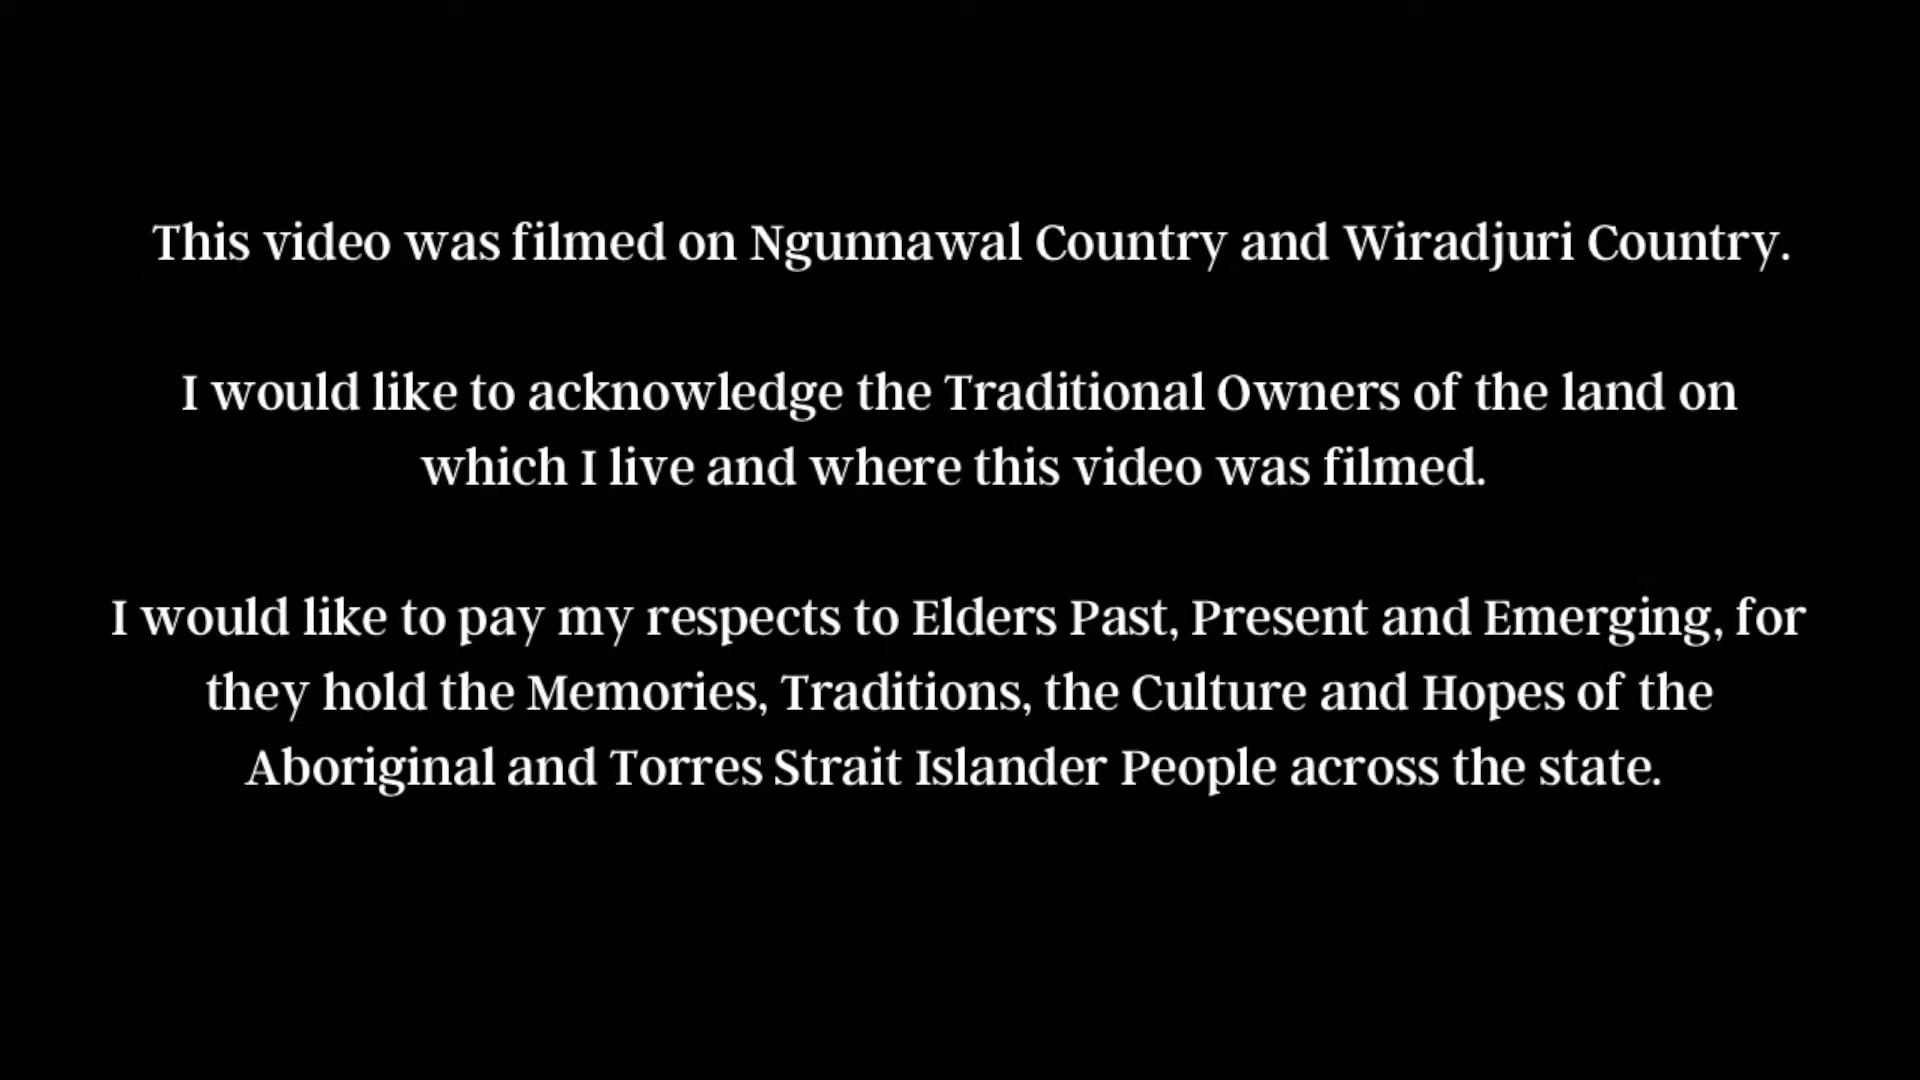 This video was filmed on Ngunnawal Country and Wiradjuri Country.
I would like to acknowledge the Traditional Owners of the land on
which I live and where this video was filmed.
I would like to pay my respects to Elders Past, Present and Emerging, for
they hold the Memories, Traditions, the Culture and Hopes of the
Aboriginal and Torres Strait Islander People across the state.